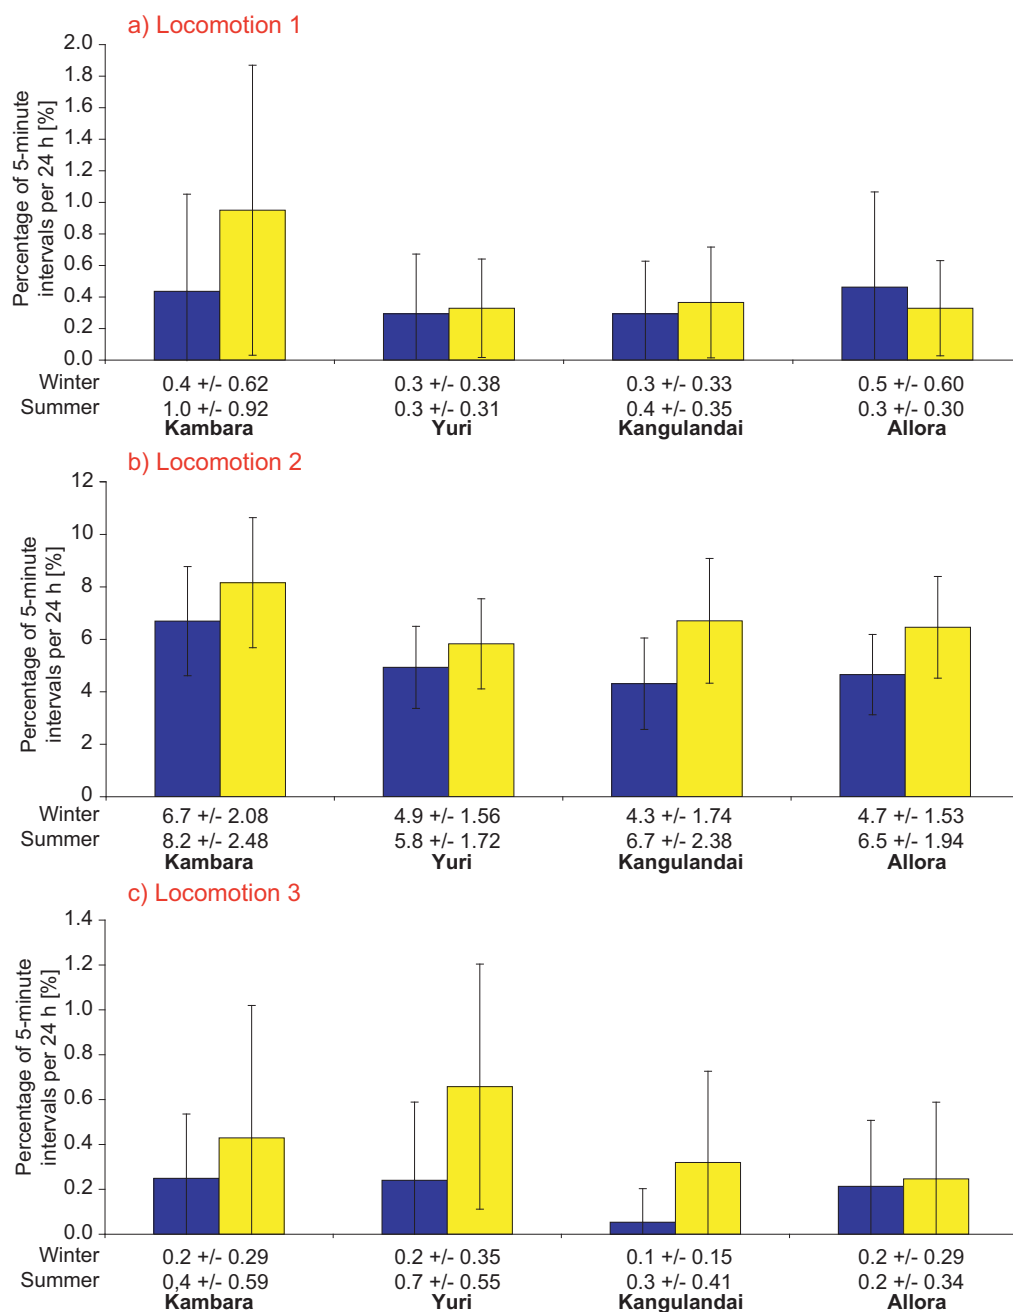 a) Locomotion 1
Percentage of 5-minute
intervals per 24 h [%]
2.0
1.8
1.6
1.4
1.2
1.0
0.8
0.6
0.4
0.2
0.0
Winter 0.4 +/- 0.62 0.3 +/- 0.38 0.3 +/- 0.33 0.5 +/- 0.60
Summer 1.0 +/- 0.92 0.3 +/- 0.31 0.4 +/- 0.35 0.3 +/- 0.30
Kambara Yuri Kangulandai Allora
b) Locomotion 2
Percentage of 5-minute
intervals per 24 h [%]
12
10
8
6
4
2
0
Winter 6.7 +/- 2.08 4.9 +/- 1.56 4.3 +/- 1.74 4.7 +/- 1.53
Summer 8.2 +/- 2.48 5.8 +/- 1.72 6.7 +/- 2.38 6.5 +/- 1.94
Kambara Yuri Kangulandai Allora
c) Locomotion 3
Percentage of 5-minute
intervals per 24 h [%]
1.4
1.2
1.0
0.8
0.6
0.4
0.2
0.0
Winter 0.2 +/- 0.29 0.2 +/- 0.35 0.1 +/- 0.15 0.2 +/- 0.29
Summer 0,4 +/- 0.59 0.7 +/- 0.55 0.3 +/- 0.41 0.2 +/- 0.34
Kambara Yuri Kangulandai Allora